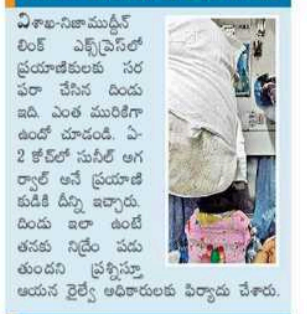 విశాఖ-నిజాముద్దీన్
లింక్ ఎక్స్‌ప్రెస్‌లో
ప్రయాణికులకు సర
ఫరా చేసిన దిండు
ఇది. ఎంత మురికిగా
ఉందో చూడండి. ఏ-
2 కోచ్‌లో సునీల్ అగ
ర్వాల్ అనే ప్రయాణి
కుడికి దీన్ని ఇచ్చారు.
దిండు ఇలా ఉంటే
తనకు నిద్రేం పడు
తుందని ప్రశ్నిస్తూ
ఆయన రైల్వే అధికారులకు ఫిర్యాదు చేశారు.